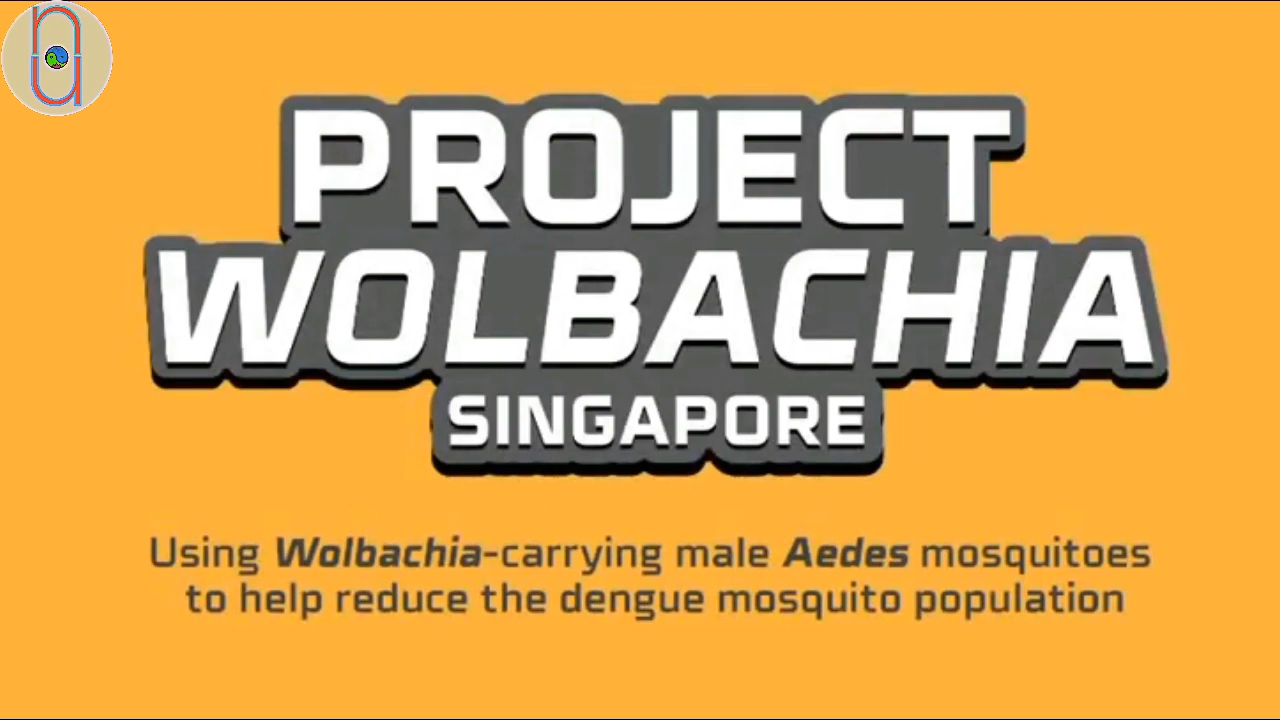 PROJECT
WOLBACHIA
SINGAPORE
Using Wolbachia-carrying male Aedes mosquitoes
to help reduce the dengue mosquito population